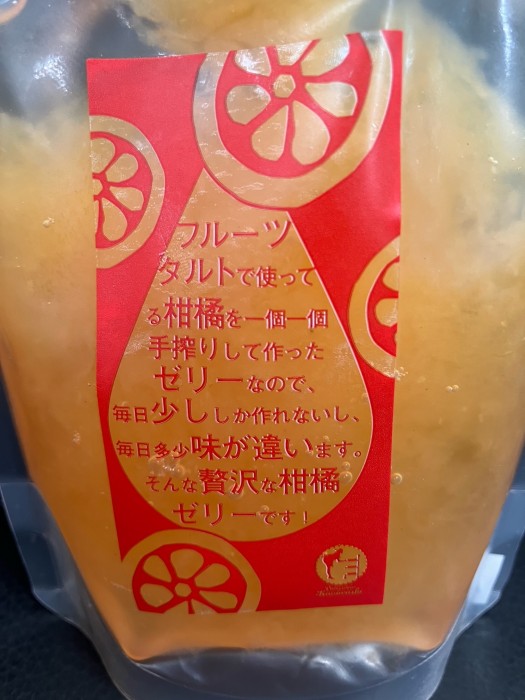 フルーツ
タルトで使って
る柑橘を一個一個
手搾りして作った
ゼリーなので、
毎日少ししか作れないし、
毎日多少味が違います。
そんな贅沢な柑橘
ゼリーです！